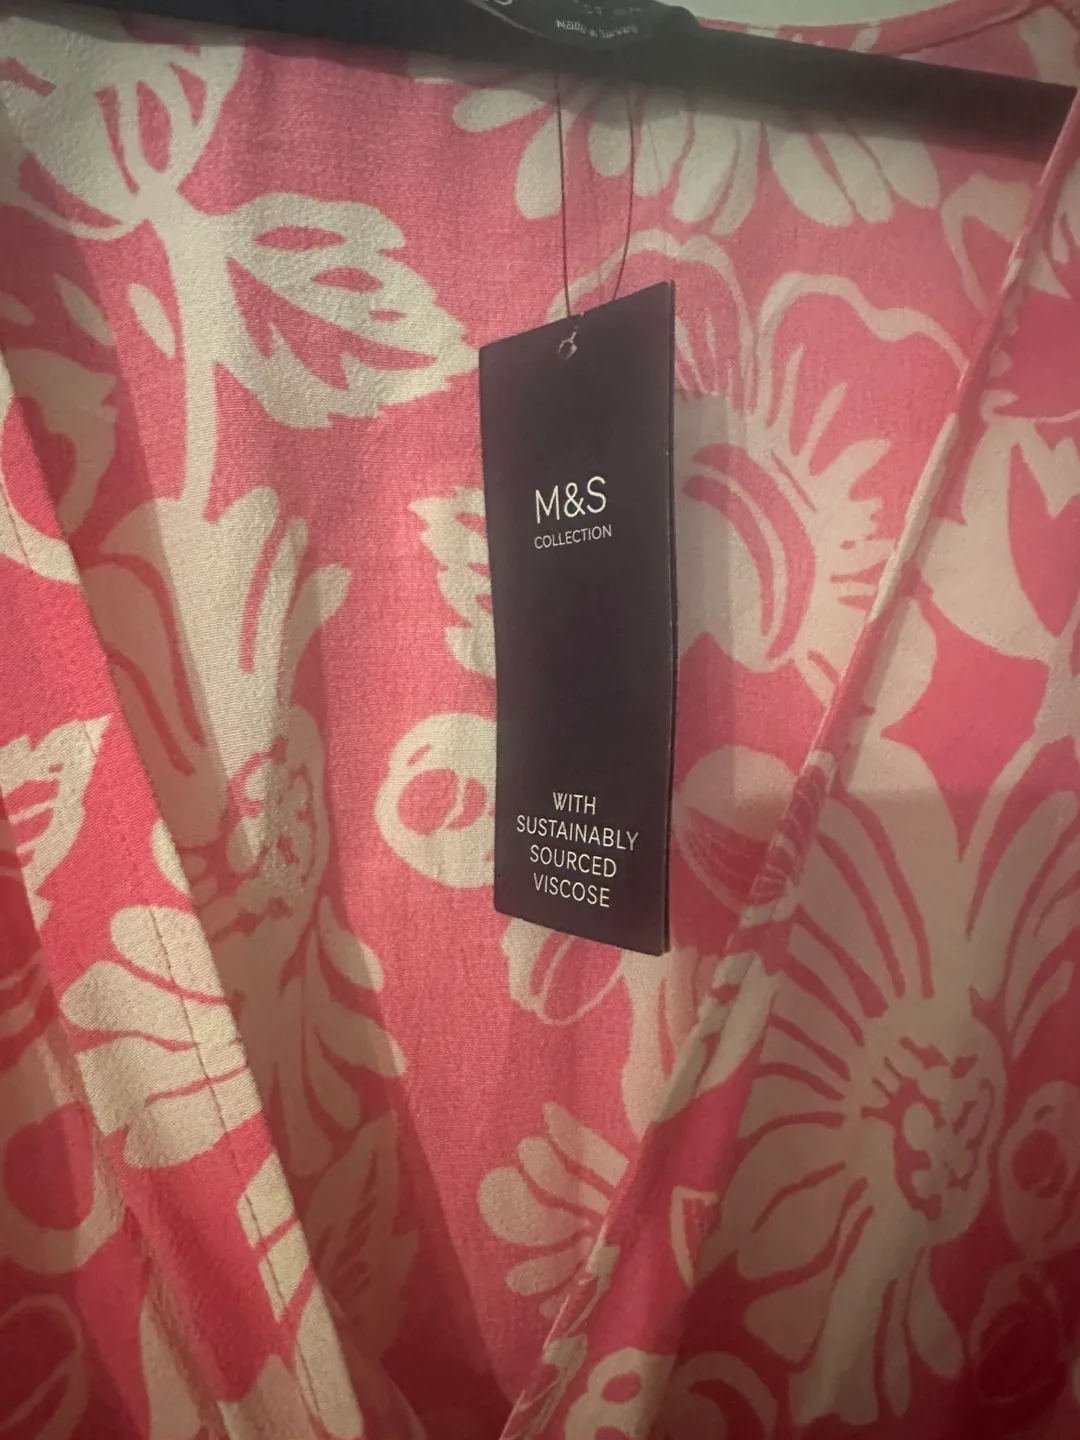 M&S
COLLECTION
WITH
SUSTAINABLY
SOURCED
VISCOSE